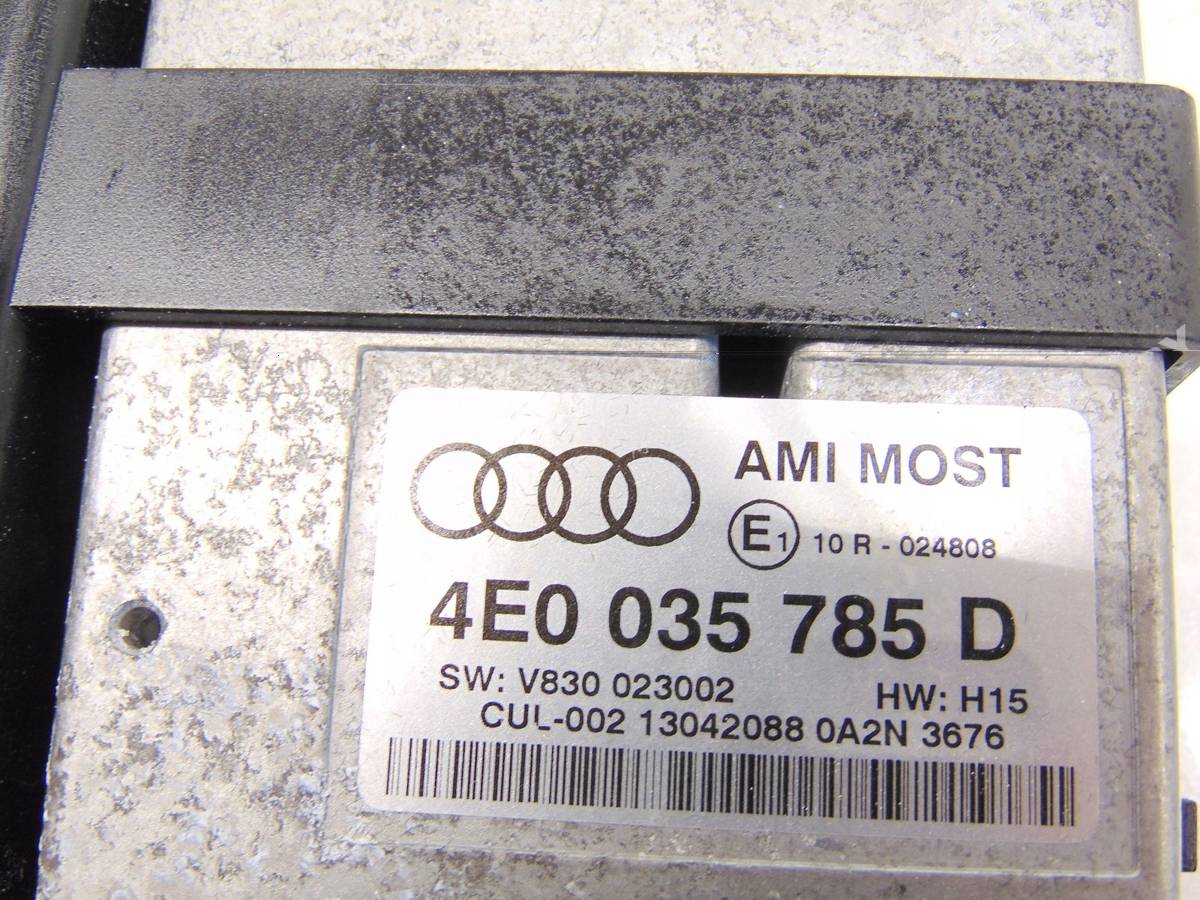 AMI MOST
E1 10 R - 024808
4E0 035 785 D
SW: V830 023002 HW: H15
CUL-002 13042088 0A2N 3676